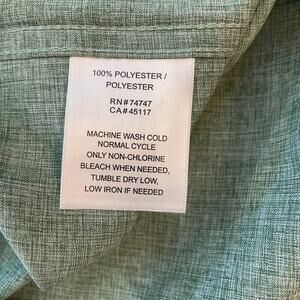 100% POLYESTER /
POLYESTER
RN#74747
CA#45117
MACHINE WASH COLD
NORMAL CYCLE
ONLY NON-CHLORINE
BLEACH WHEN NEEDED,
TUMBLE DRY LOW,
LOW IRON IF NEEDED